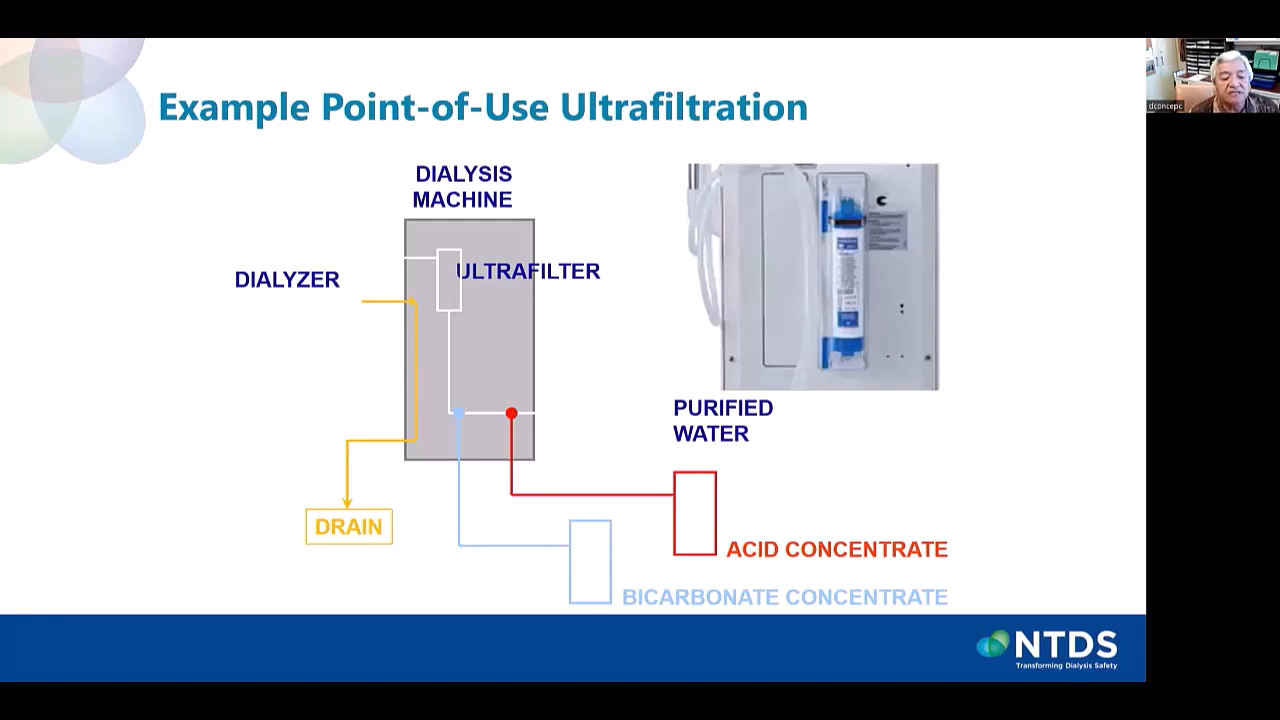 Example Point-of-Use Ultrafiltration
dconcepc
DIALYSIS
MACHINE
DIALYZER
ULTRAFILTER
PURIFIED
WATER
DRAIN
ACID CONCENTRATE
BICARBONATE CONCENTRATE
NTDS
Transforming Dialysis Safety